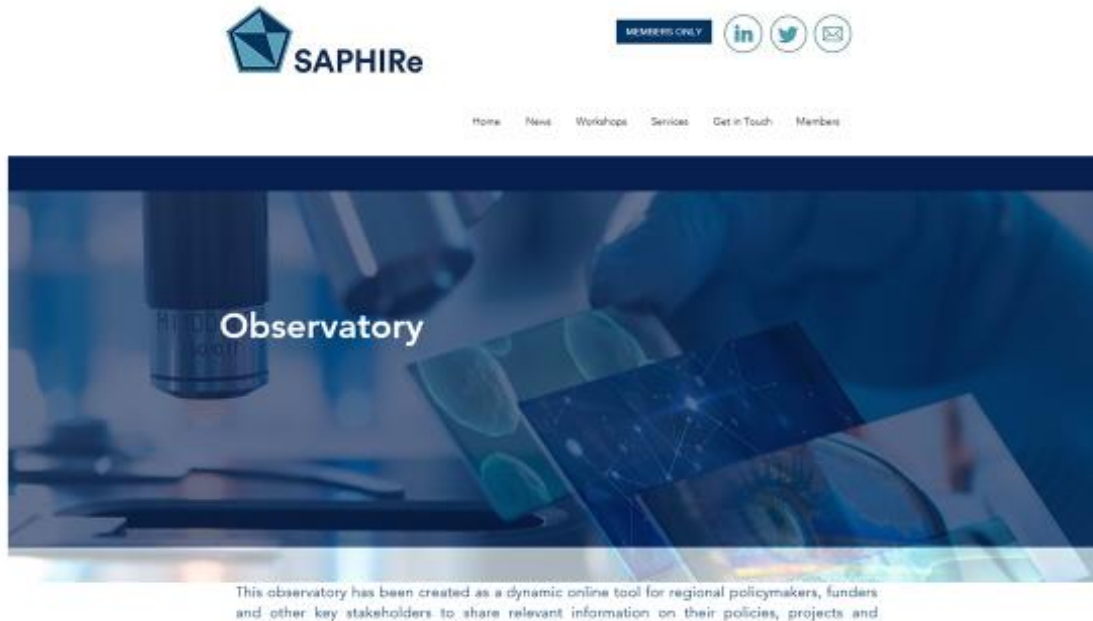 SAPHIRe
MEMBERS ONLY
in
Home News Workshops Services Get in Touch Members
Observatory
This observatory has been created as a dynamic online tool for regional policymakers, funders
and other key stakeholders to share relevant information on their policies, projects and